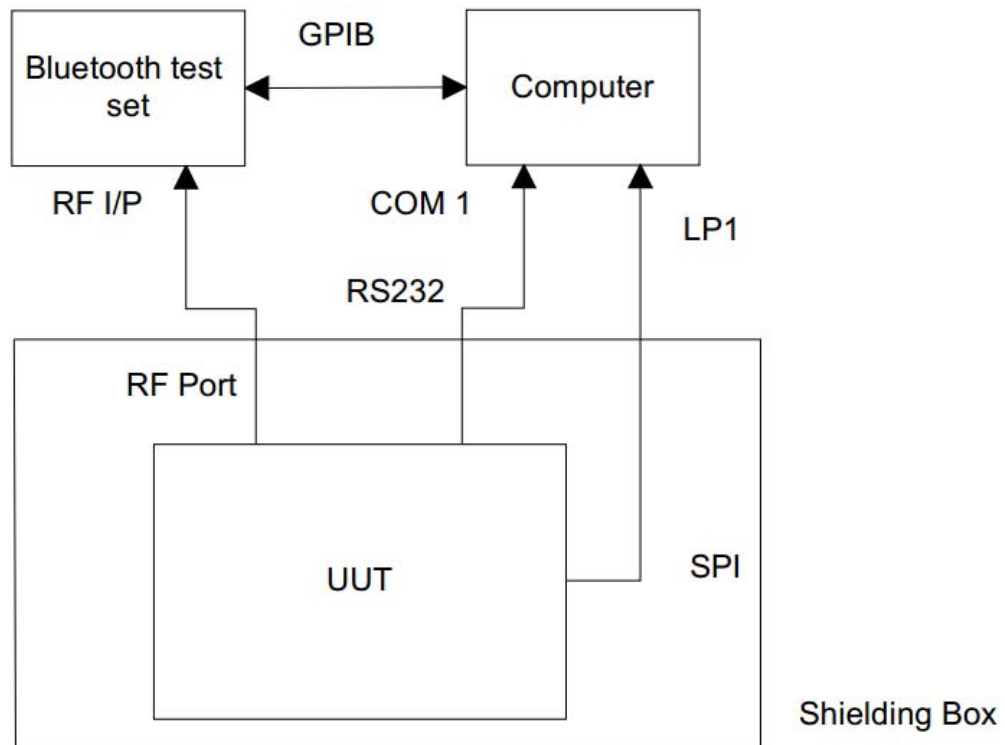 GPIB
Bluetooth test
set
Computer
RF I/P
COM 1
LP1
RS232
RF Port
UUT
SPI
Shielding Box